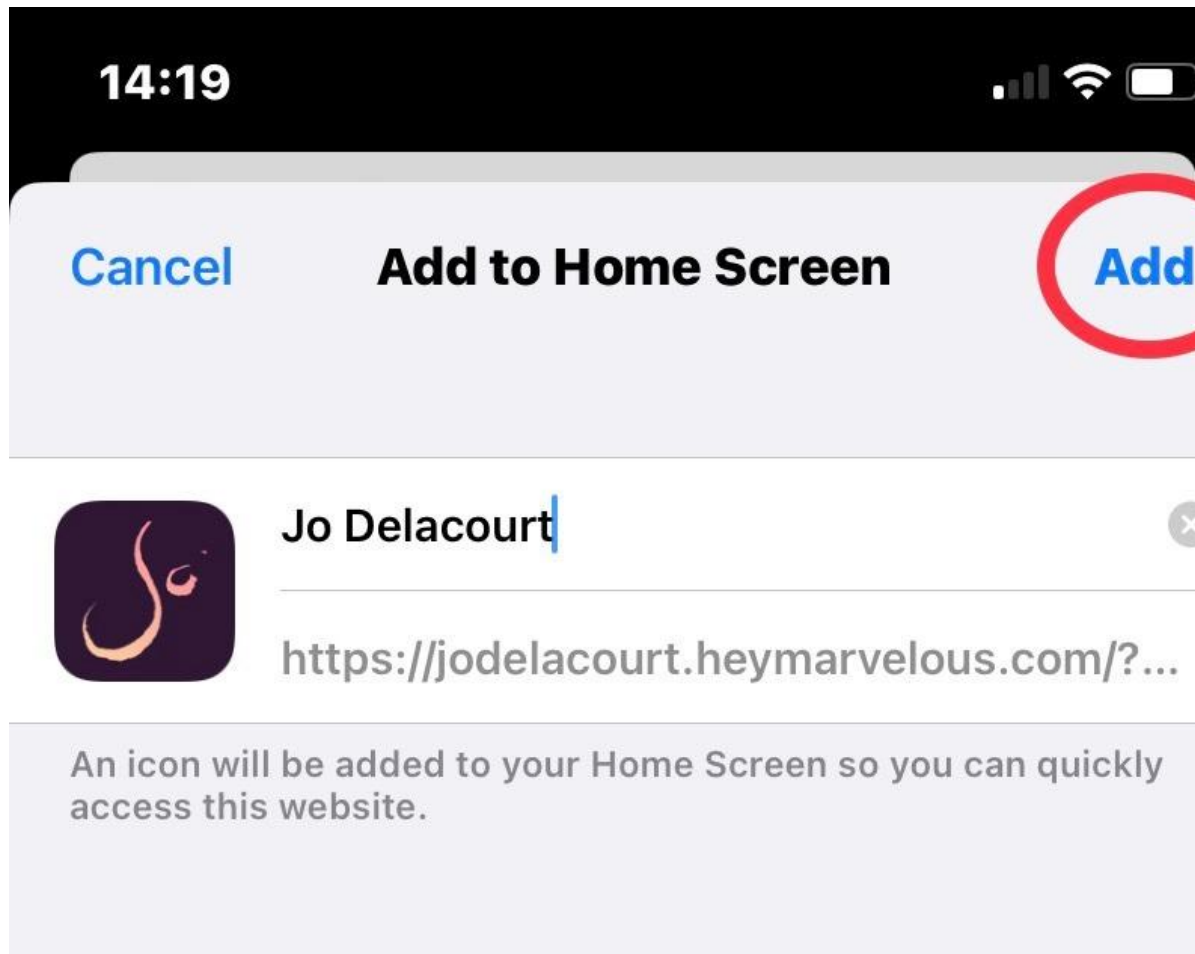 14:19
Cancel Add to Home Screen Add
Jo Delacourt
https://jodelacourt.heymarvelous.com/?...
An icon will be added to your Home Screen so you can quickly
access this website.